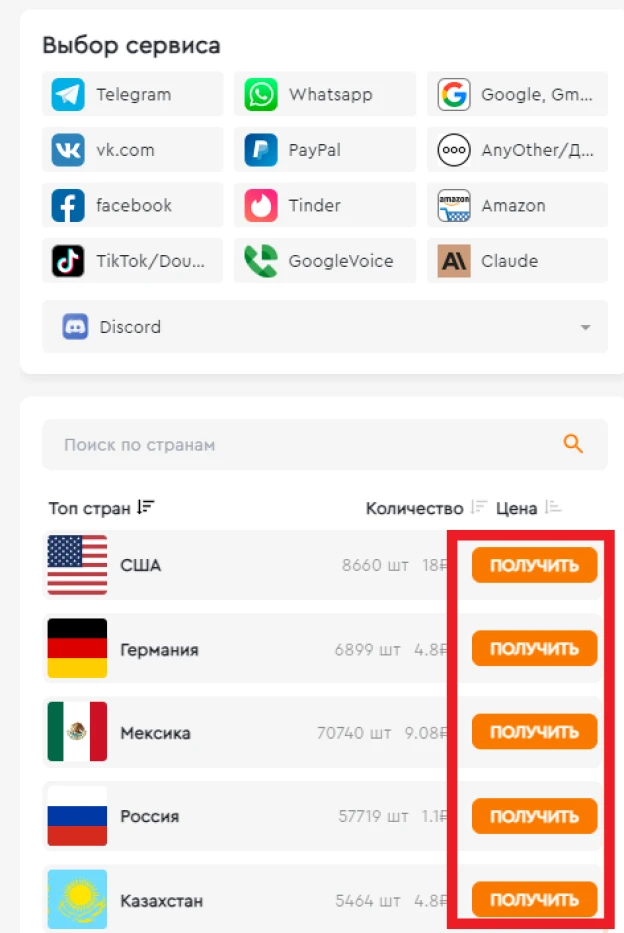 Выбор сервиса
Telegram Whatsapp Google, Gm...
vk.com PayPal AnyOther/Д...
facebook Tinder amazon Amazon
TikTok/Dou... GoogleVoice Claude
Discord
Поиск по странам
Топ стран Количество Цена
США 8660 шт 18₽ ПОЛУЧИТЬ
Германия 6899 шт 4.8₽ ПОЛУЧИТЬ
Мексика 70740 шт 9.08₽ ПОЛУЧИТЬ
Россия 57719 шт 1.1₽ ПОЛУЧИТЬ
Казахстан 5464 шт 4.8₽ ПОЛУЧИТЬ